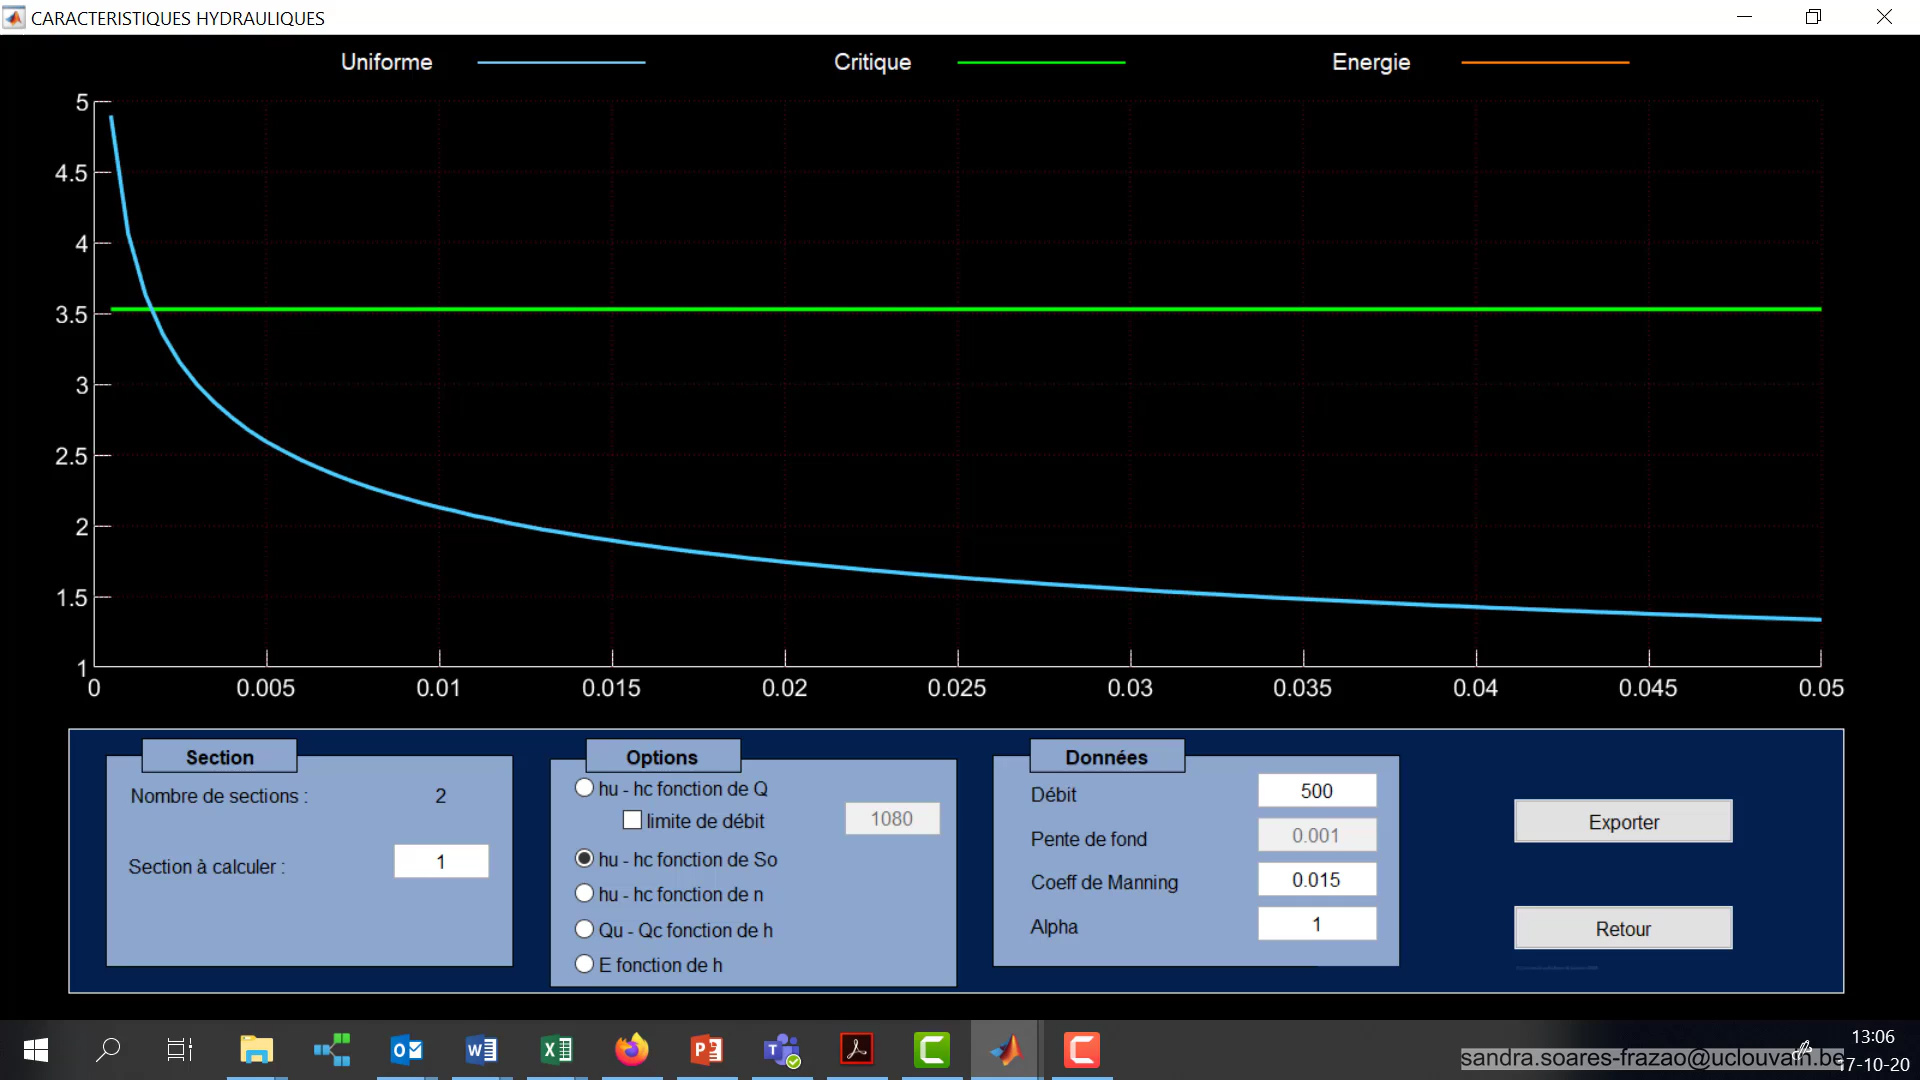 CARACTERISTIQUES HYDRAULIQUES
Uniforme Critique Energie
5
4.5
4
3.5
3
2.5
2
1.5
1
0 0.005 0.01 0.015 0.02 0.025 0.03 0.035 0.04 0.045 0.05
Section
Nombre de sections : 2
Section à calculer : 1
Options
hu - hc fonction de Q
limite de débit 1080
hu - hc fonction de So
hu - hc fonction de n
Qu - Qc fonction de h
E fonction de h
Données
Débit 500
Pente de fond 0.001
Coeff de Manning 0.015
Alpha 1
Exporter
Retour
13:06
sandra.soares-frazao@uclouvain.be
17-10-20